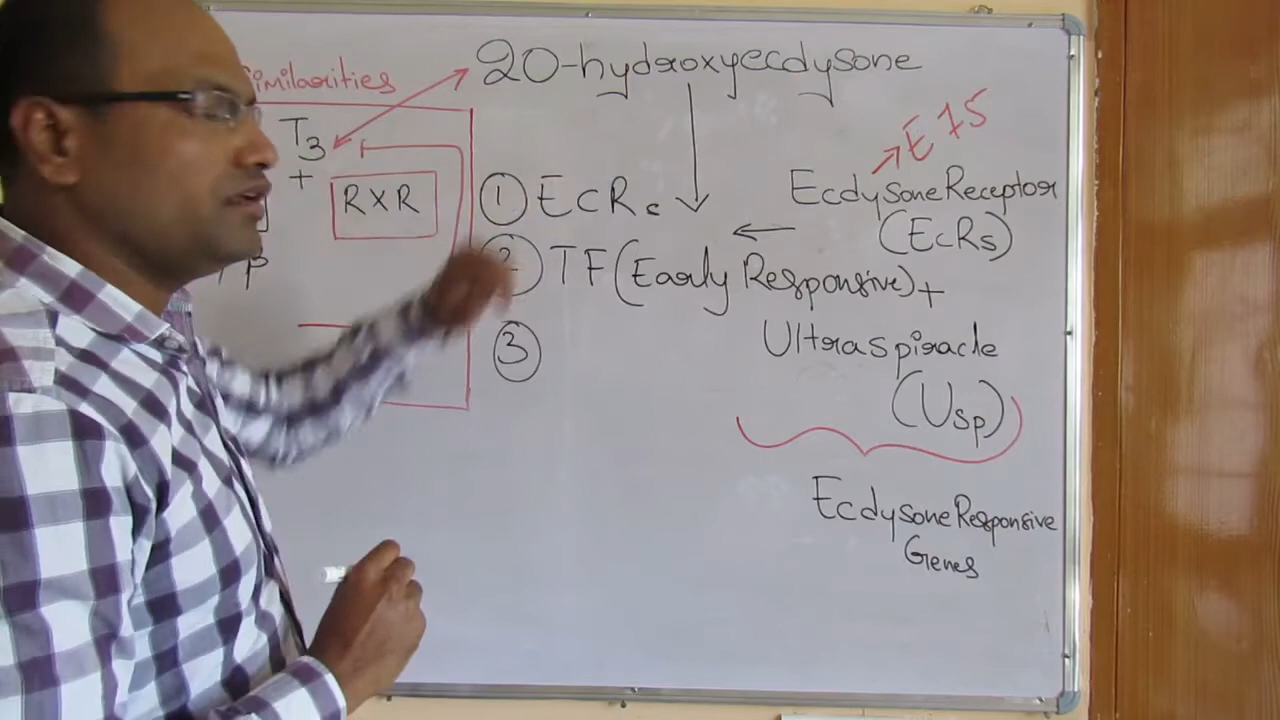 Similarities
20-hydroxyecdysone
T3
+
RXR
β
① EcRs
② TF (Early Responsive)
③
E75
Ecdysone Receptor
(EcRs)
+
Ultraspiracle
(Usp)
Ecdysone Responsive
Genes